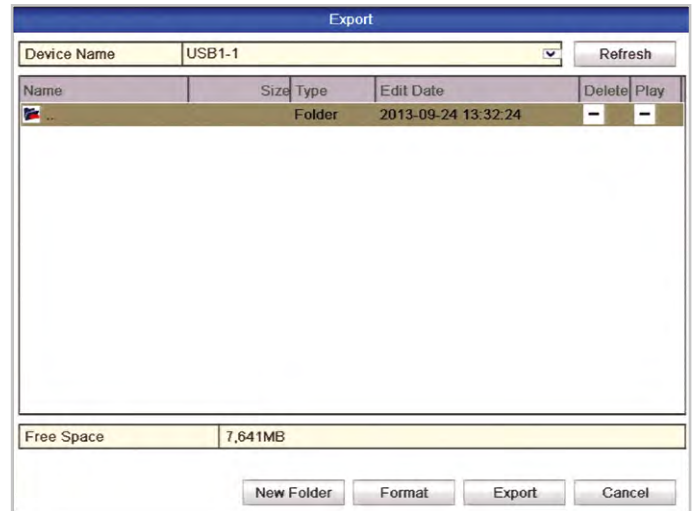 Export
Device Name USB1-1 Refresh
Name Size Type Edit Date Delete Play
.. Folder 2013-09-24 13:32:24 - -
Free Space 7,641MB
New Folder Format Export Cancel